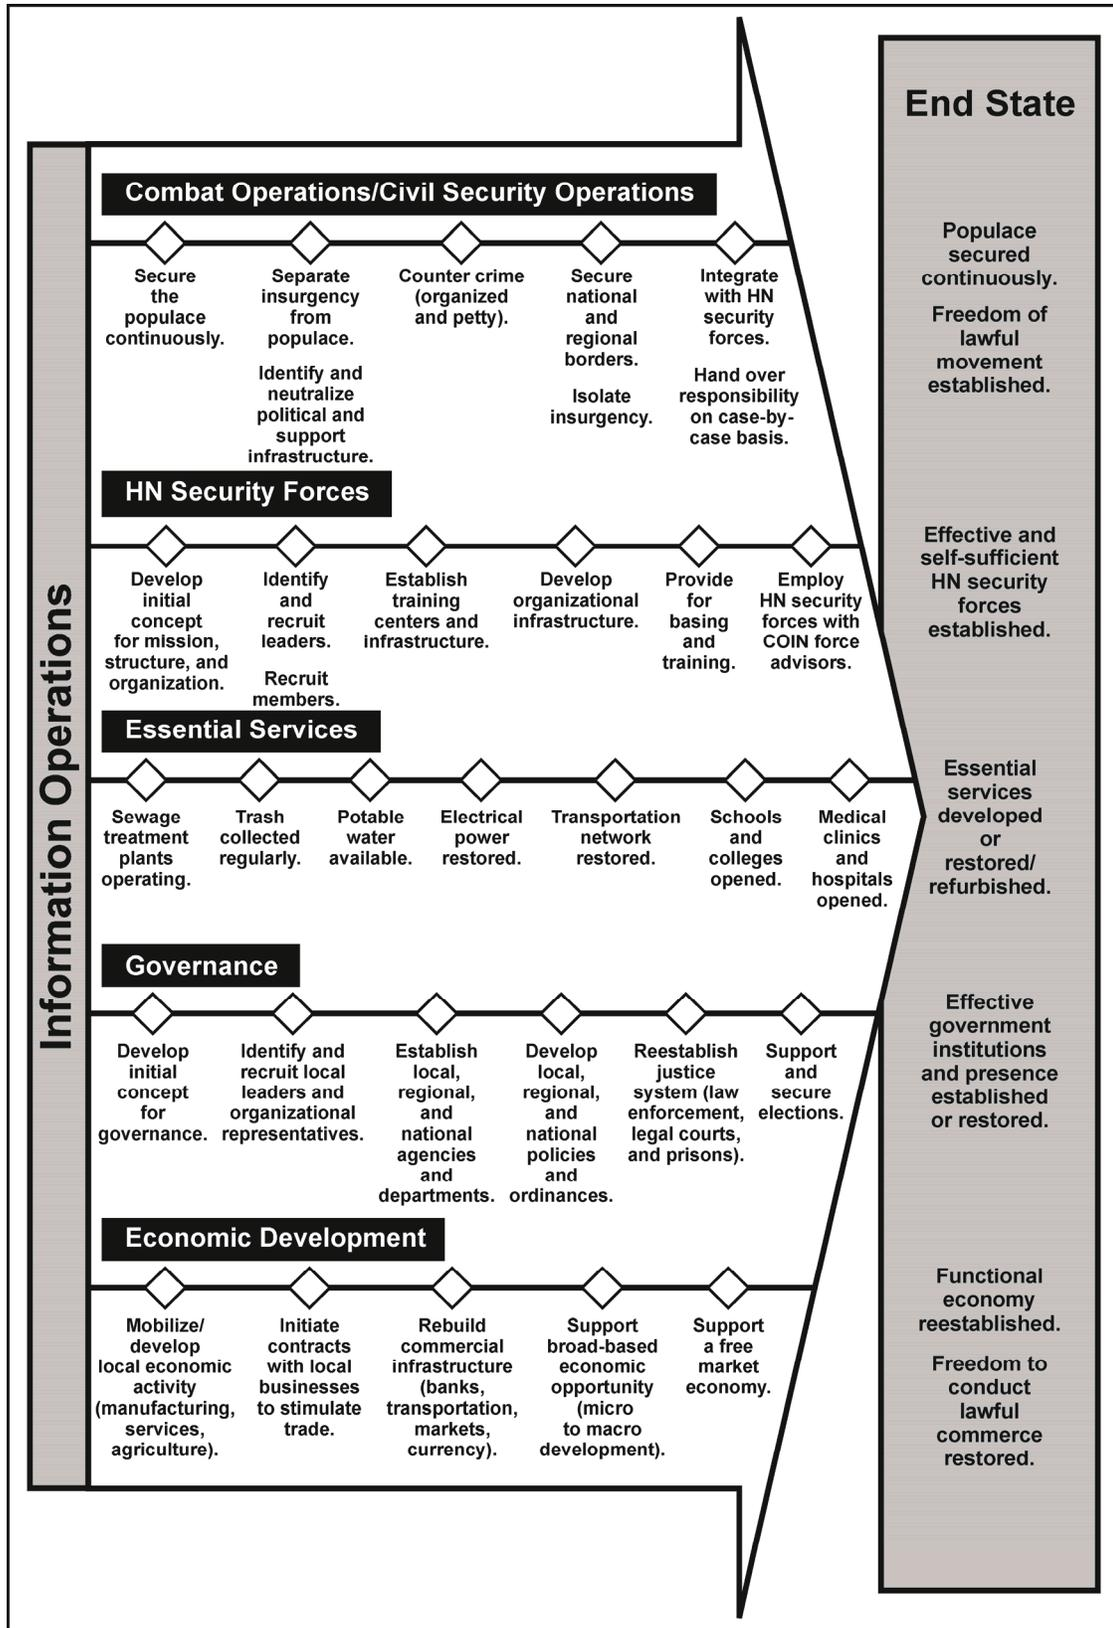 Information Operations
Combat Operations/Civil Security Operations
Secure
the
populace
continuously.
Separate
insurgency
from
populace.
Identify and
neutralize
political and
support
infrastructure.
Counter crime
(organized
and petty).
Secure
national
and
regional
borders.
Isolate
insurgency.
Integrate
with HN
security
forces.
Hand over
responsibility
on case-by-
case basis.
HN Security Forces
Develop
initial
concept
for mission,
structure, and
organization.
Identify
and
recruit
leaders.
Recruit
members.
Establish
training
centers and
infrastructure.
Develop
organizational
infrastructure.
Provide
for
basing
and
training.
Employ
HN security
forces with
COIN force
advisors.
Essential Services
Sewage
treatment
plants
operating.
Trash
collected
regularly.
Potable
water
available.
Electrical
power
restored.
Transportation
network
restored.
Schools
and
colleges
opened.
Medical
clinics
and
hospitals
opened.
Governance
Develop
initial
concept
for
governance.
Identify and
recruit local
leaders and
organizational
representatives.
Establish
local,
regional,
and
national
agencies
and
departments.
Develop
local,
regional,
and
national
policies
and
ordinances.
Reestablish
justice
system (law
enforcement,
legal courts,
and prisons).
Support
and
secure
elections.
Economic Development
Mobilize/
develop
local economic
activity
(manufacturing,
services,
agriculture).
Initiate
contracts
with local
businesses
to stimulate
trade.
Rebuild
commercial
infrastructure
(banks,
transportation,
markets,
currency).
Support
broad-based
economic
opportunity
(micro
to macro
development).
Support
a free
market
economy.
End State
Populace
secured
continuously.
Freedom of
lawful
movement
established.
Effective and
self-sufficient
HN security
forces
established.
Essential
services
developed
or
restored/
refurbished.
Effective
government
institutions
and presence
established
or restored.
Functional
economy
reestablished.
Freedom to
conduct
lawful
commerce
restored.